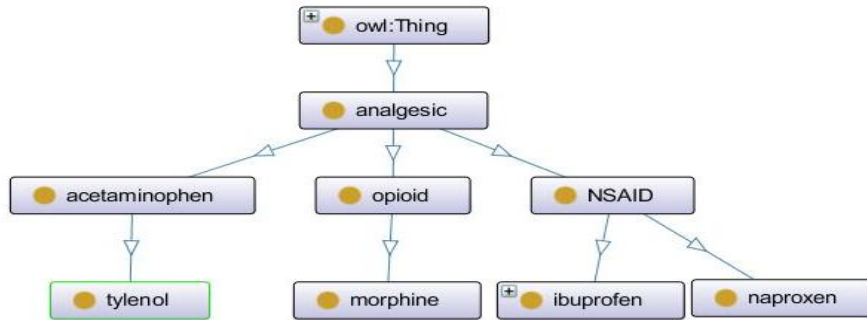 owl:Thing
analgesic
acetaminophen
opioid
NSAID
tylenol
morphine
ibuprofen
naproxen